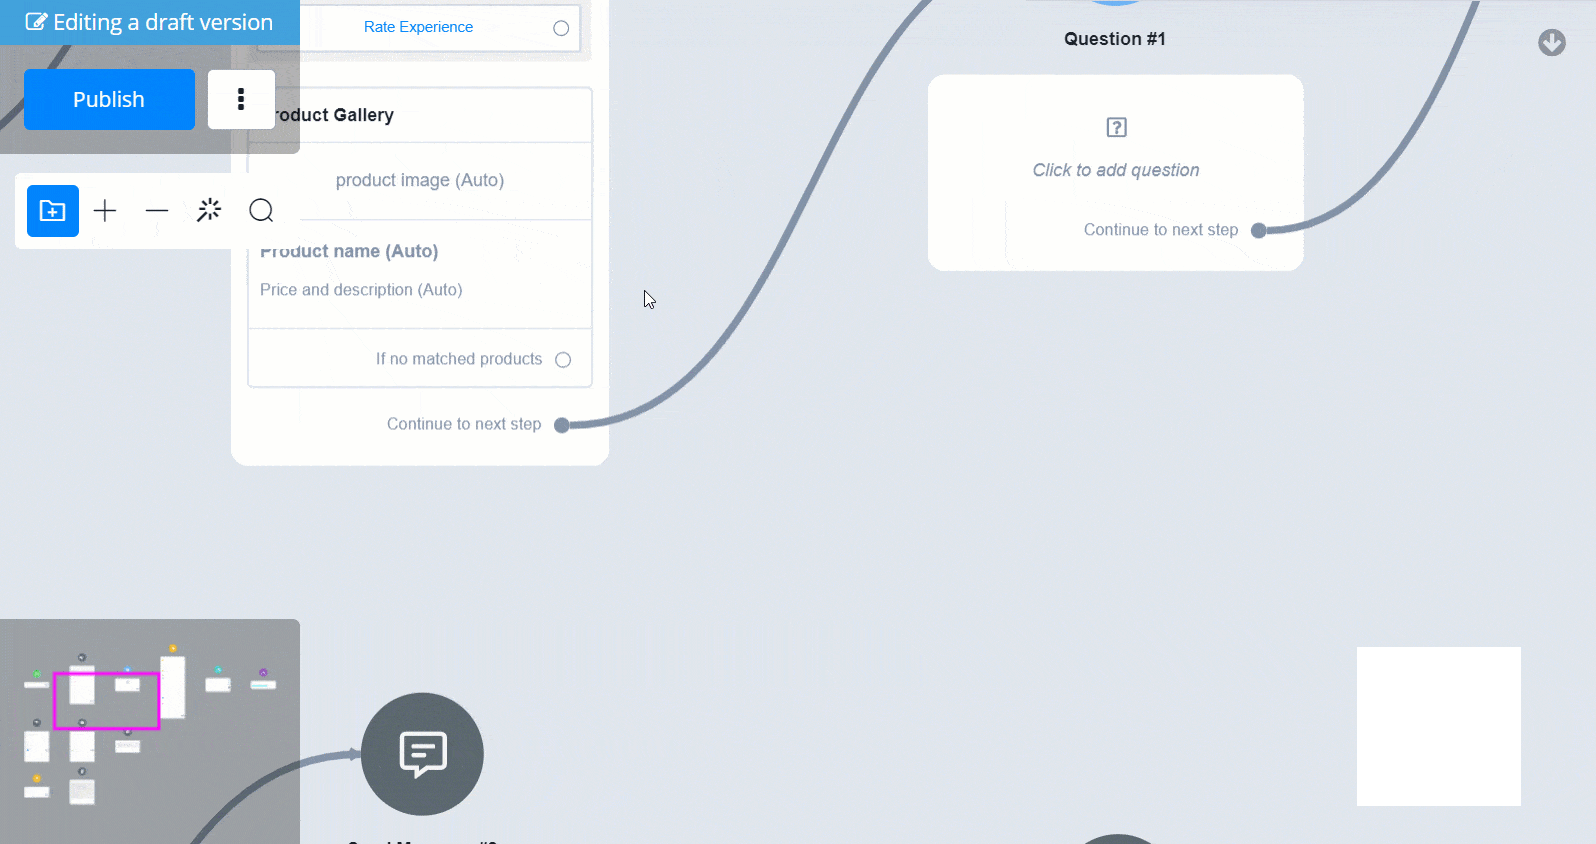 Editing a draft version
Publish
Rate Experience
roduct Gallery
product image (Auto)
Product name (Auto)
Price and description (Auto)
If no matched products
Continue to next step
Question #1
Click to add question
Continue to next step